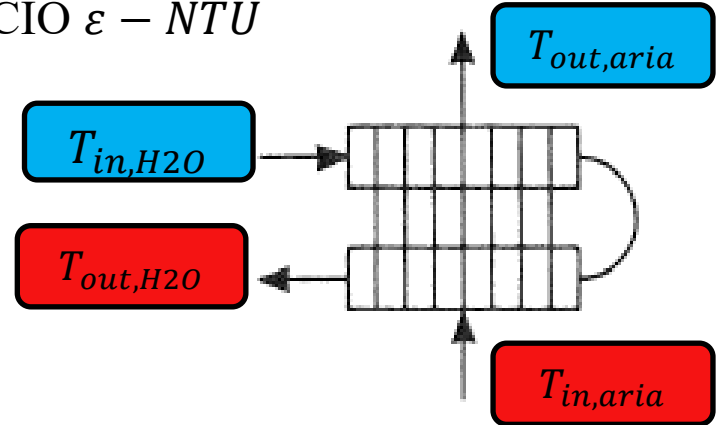 CIO ε − NTU
T_out,aria
T_in,H2O
T_out,H2O
T_in,aria